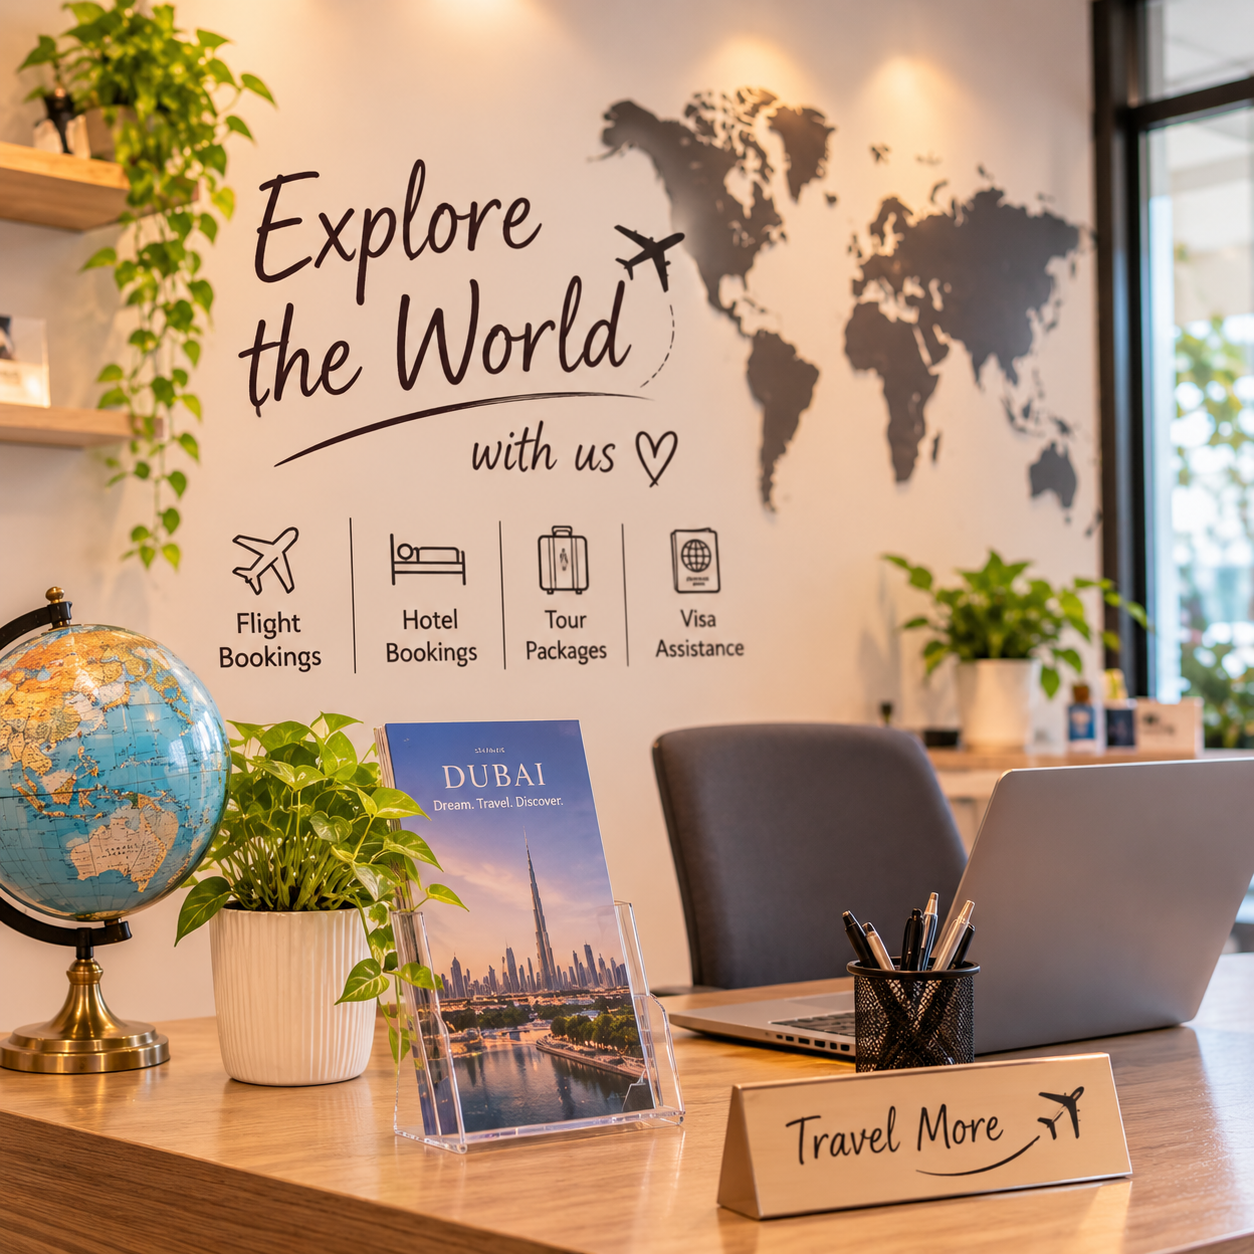 Explore
the World
with us
Flight
Bookings
Hotel
Bookings
Tour
Packages
Visa
Assistance
DUBAI
Dream. Travel. Discover.
Travel More